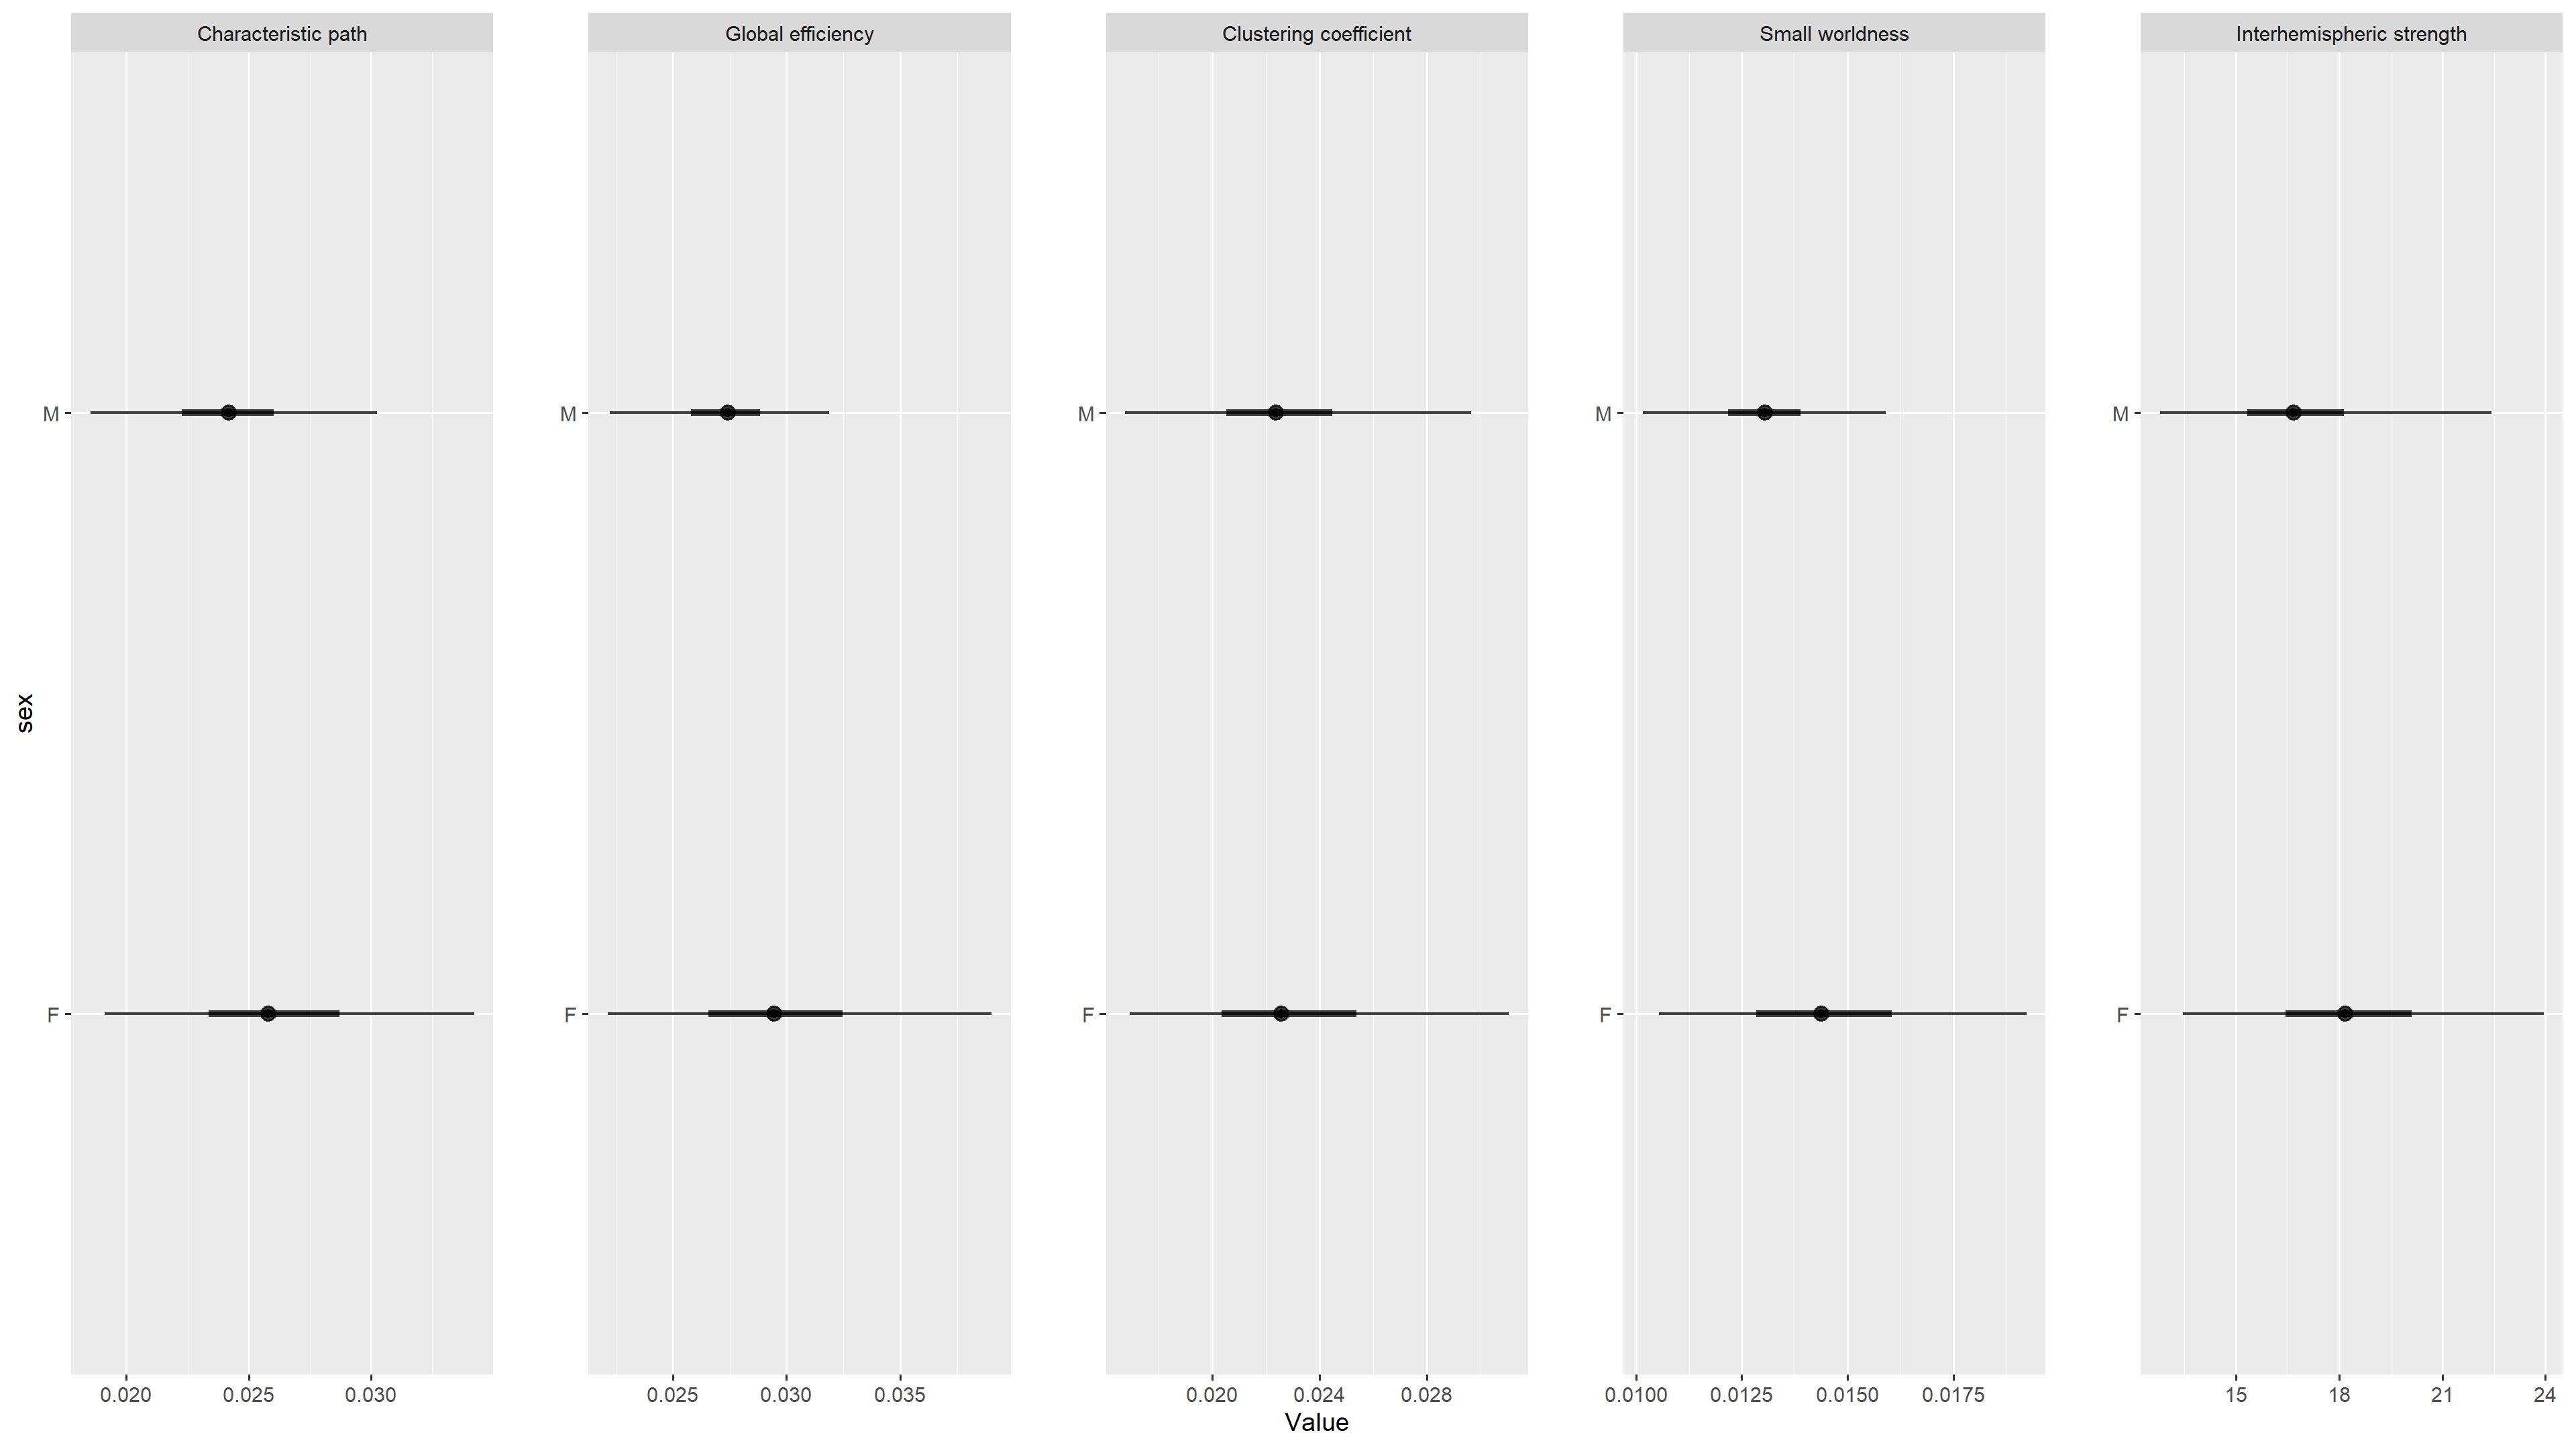 Characteristic path Global efficiency Clustering coefficient Small worldness Interhemispheric strength
M M M M M
sex
F F F F F
0.020 0.025 0.030 0.025 0.030 0.035 0.020 0.024 0.028 0.0100 0.0125 0.0150 0.0175 15 18 21 24
Value